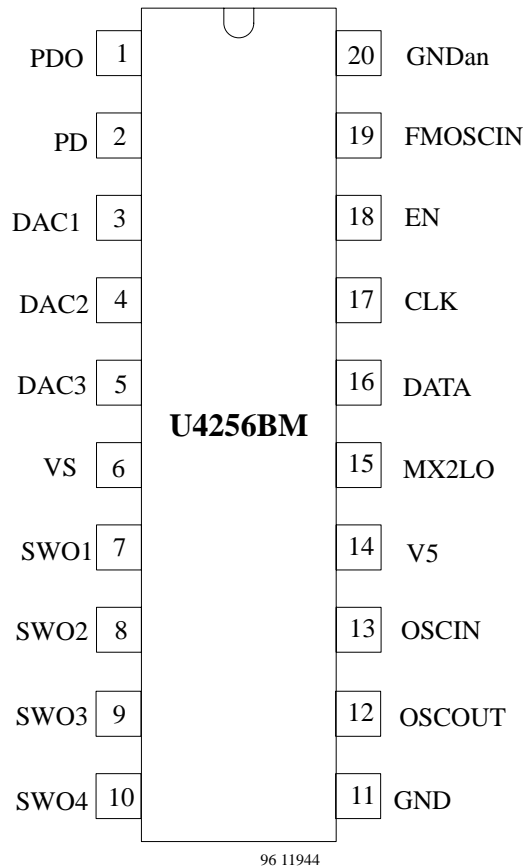 PDO 1 20 GNDan
PD 2 19 FMOSCIN
DAC1 3 18 EN
DAC2 4 17 CLK
DAC3 5 16 DATA
U4256BM
VS 6 15 MX2LO
SWO1 7 14 V5
SWO2 8 13 OSCIN
SWO3 9 12 OSCOUT
SWO4 10 11 GND
96 11944